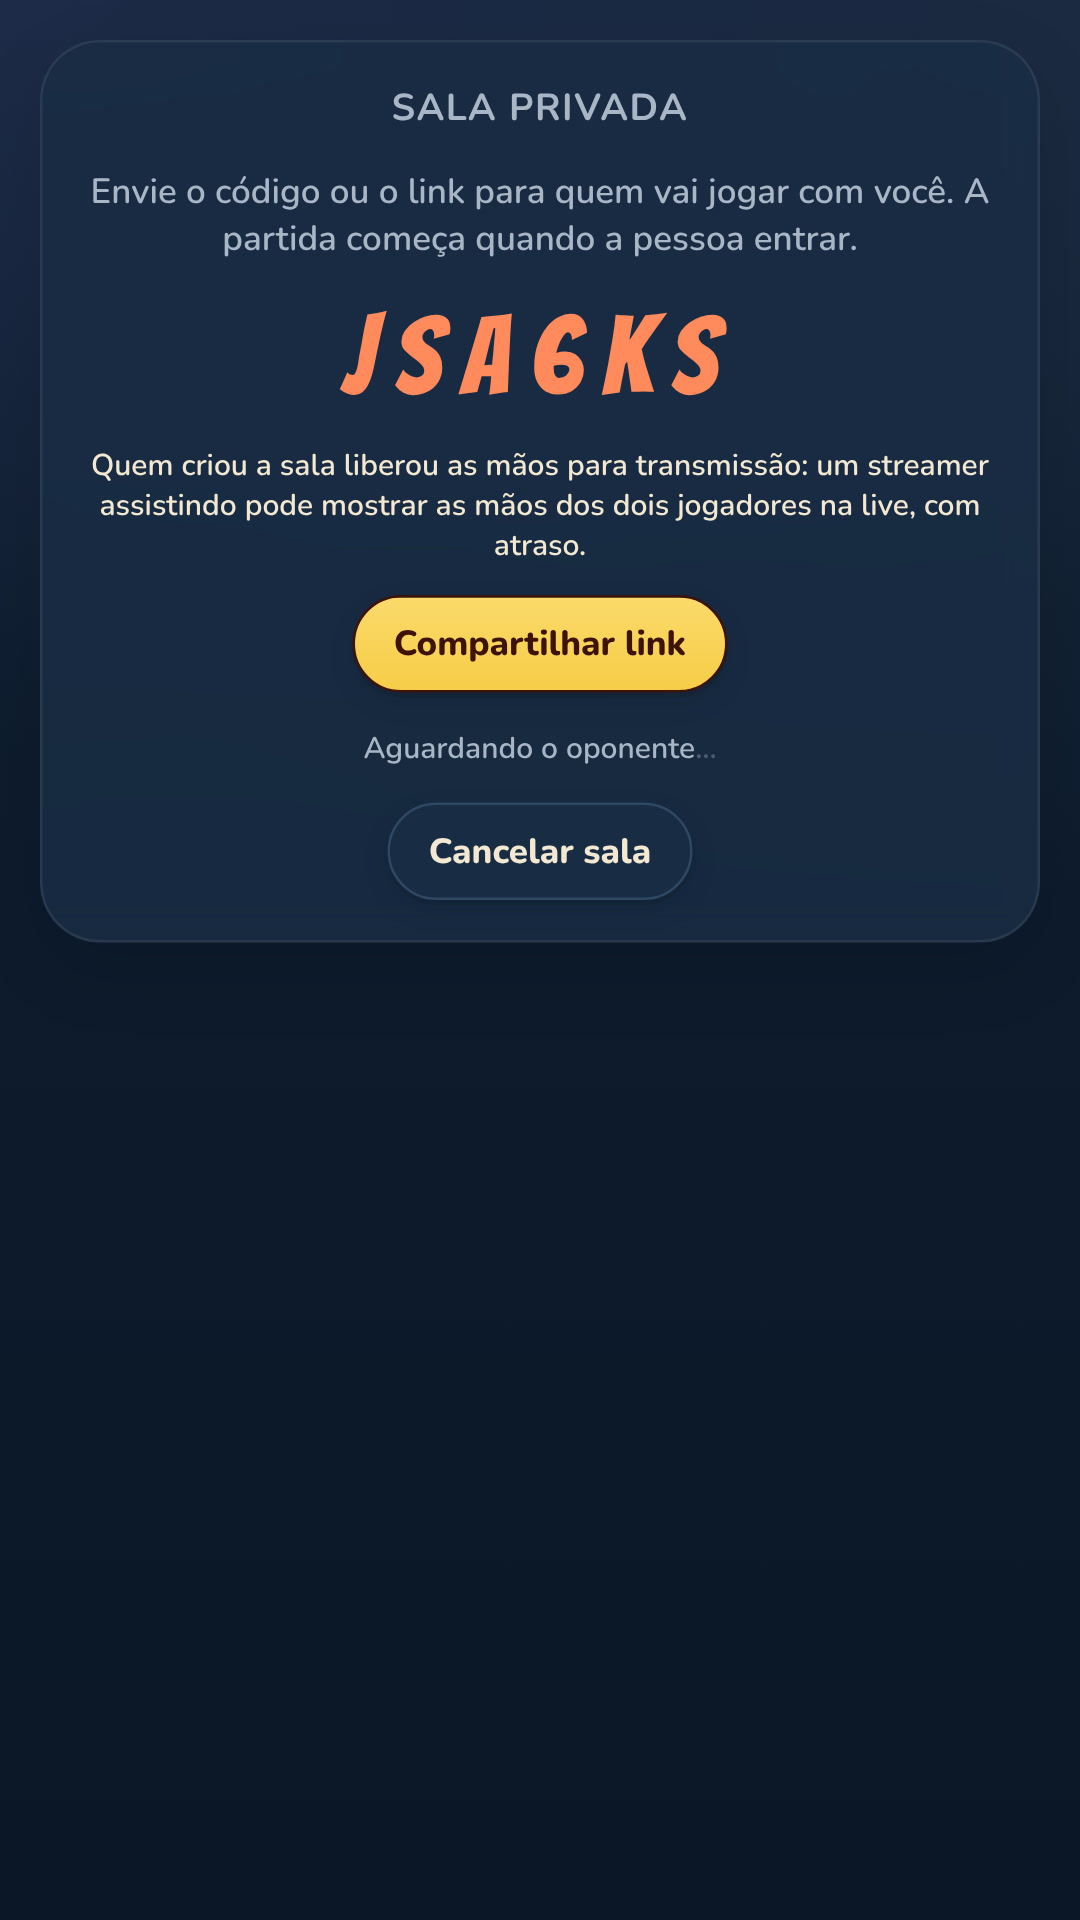 SALA PRIVADA
Envie o código ou o link para quem vai jogar com você. A
partida começa quando a pessoa entrar.
JSA6KS
Quem criou a sala liberou as mãos para transmissão: um streamer
assistindo pode mostrar as mãos dos dois jogadores na live, com
atraso.
Compartilhar link
Aguardando o oponente...
Cancelar sala